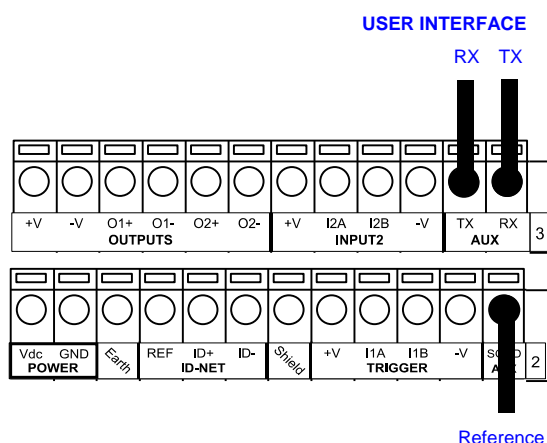 USER INTERFACE
RX TX
+V -V O1+ O1- O2+ O2- +V I2A I2B -V TX RX
OUTPUTS INPUT2 AUX 3
Vdc GND Earth REF ID+ ID- Shield +V I1A I1B -V
POWER ID-NET TRIGGER 2
Reference